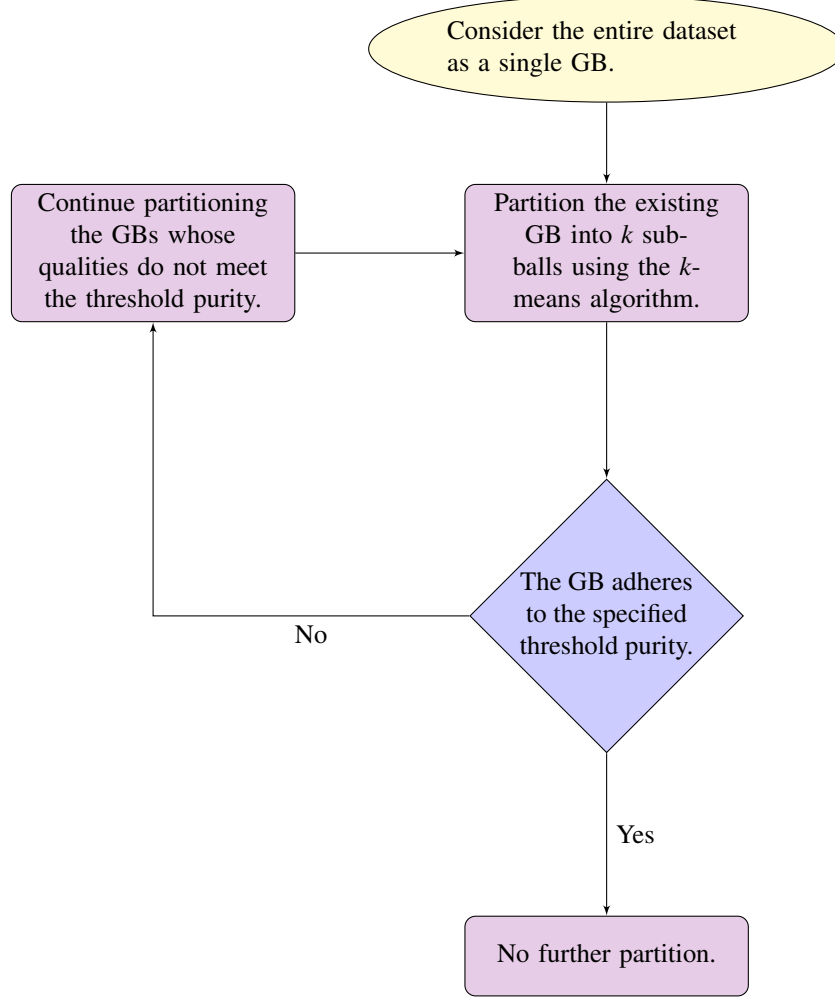 Consider the entire dataset
as a single GB.
Continue partitioning
the GBs whose
qualities do not meet
the threshold purity.
Partition the existing
GB into k sub-
balls using the k-
means algorithm.
The GB adheres
to the specified
threshold purity.
No
Yes
No further partition.